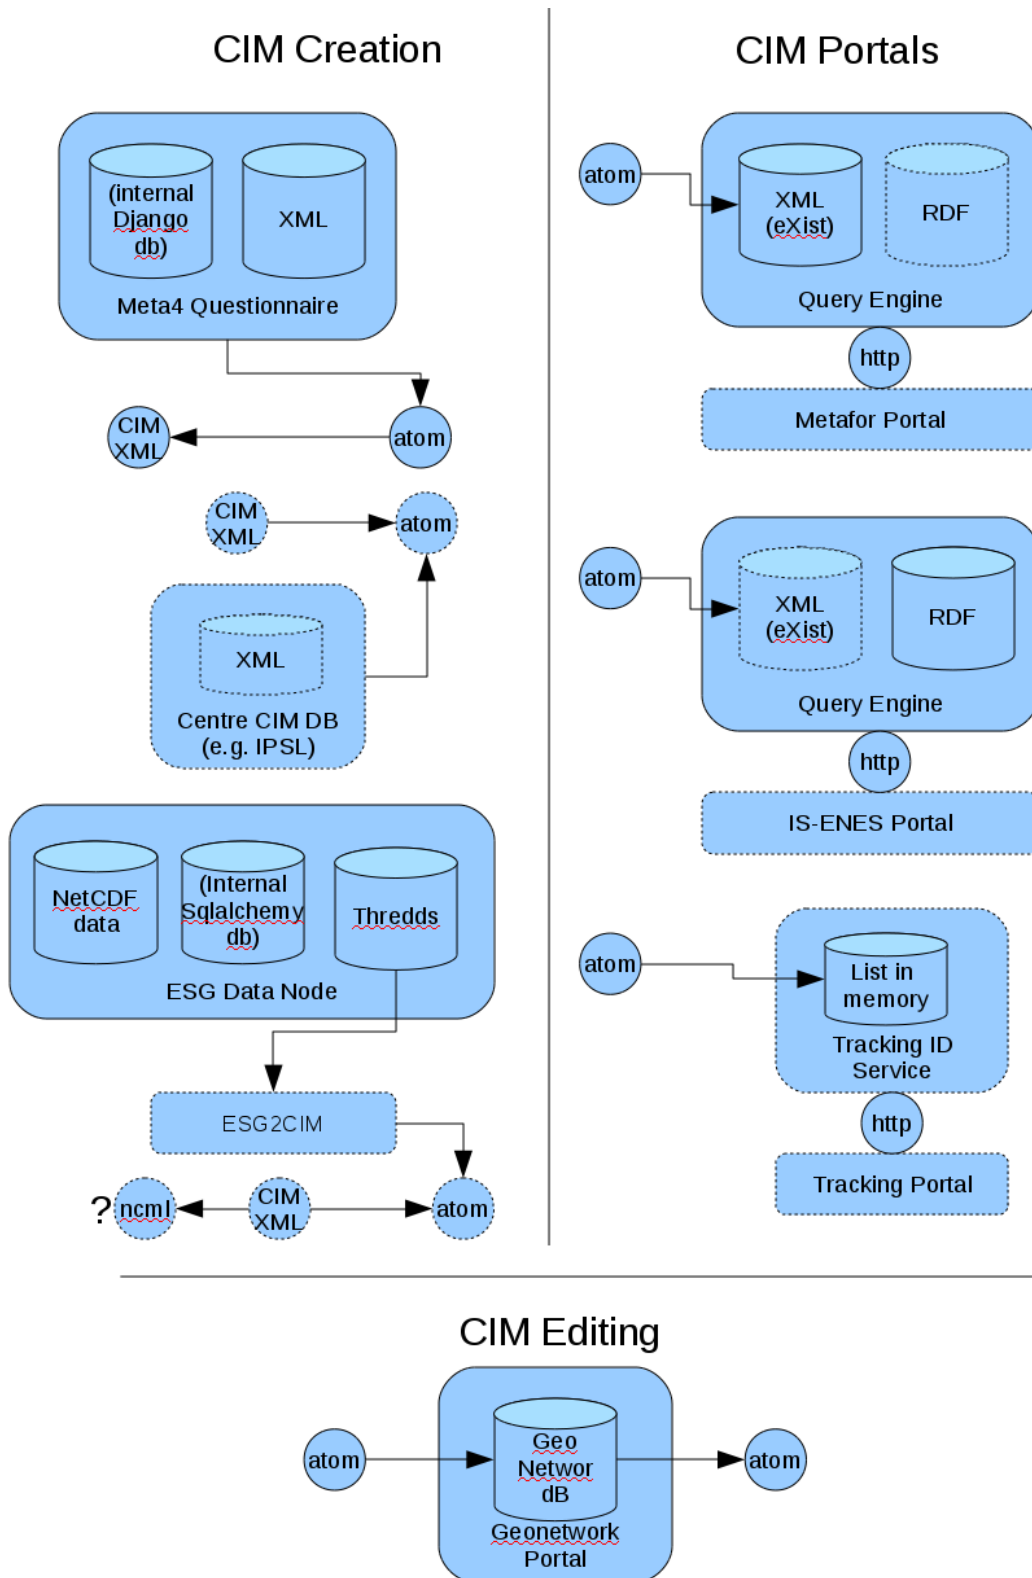 CIM Creation
(internal
Django
db)
XML
Meta4 Questionnaire
CIM
XML
atom
CIM
XML
atom
XML
Centre CIM DB
(e.g. IPSL)
NetCDF
data
(Internal
Sqlalchemy
db)
Thredds
ESG Data Node
ESG2CIM
?
ncml
CIM
XML
atom
CIM Portals
atom
XML
(eXist)
RDF
Query Engine
http
Metafor Portal
atom
XML
(eXist)
RDF
Query Engine
http
IS-ENES Portal
atom
List in
memory
Tracking ID
Service
http
Tracking Portal
CIM Editing
atom
Geo
Networ
dB
Geonetwork
Portal
atom